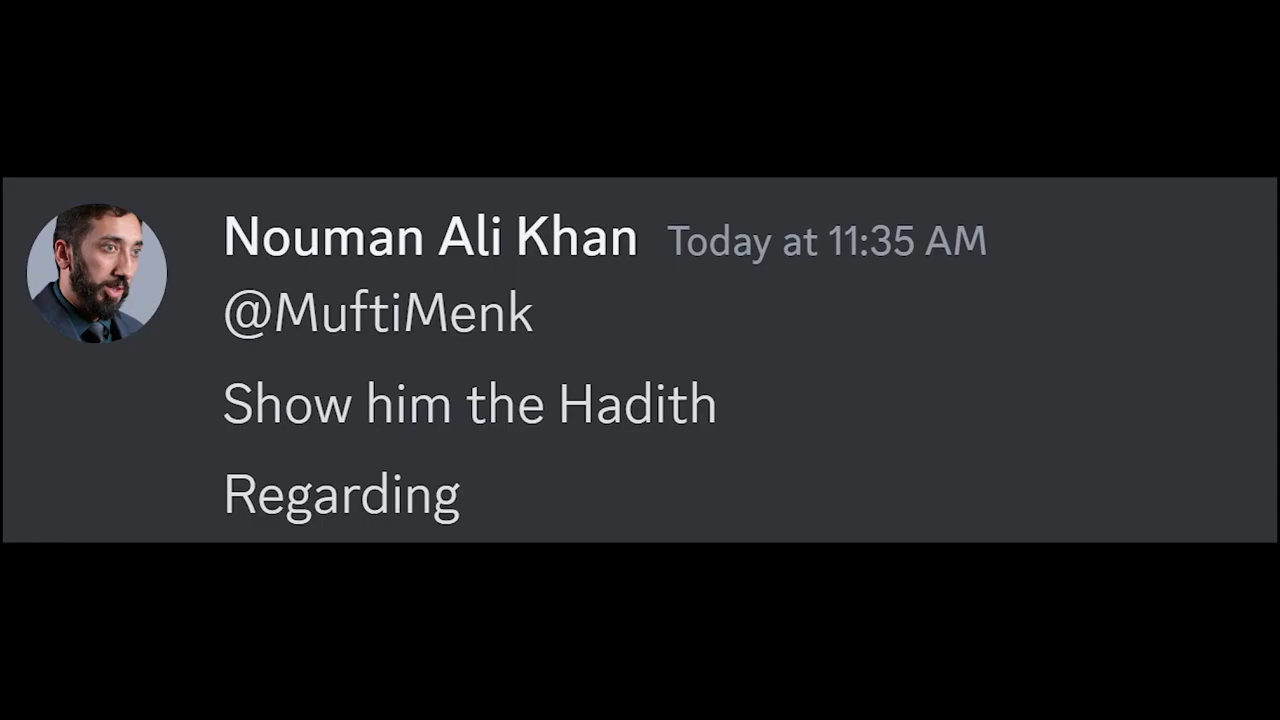 Nouman Ali Khan Today at 11:35 AM
@MuftiMenk
Show him the Hadith
Regarding